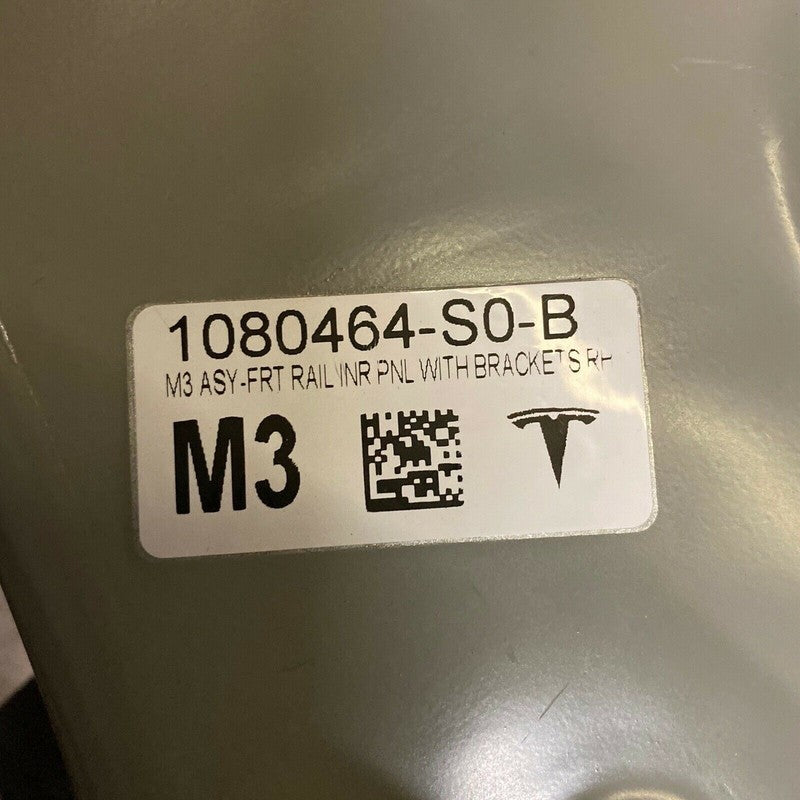 1080464-S0-B
M3 ASY-FRT RAIL INR PNL WITH BRACKETS RH
M3